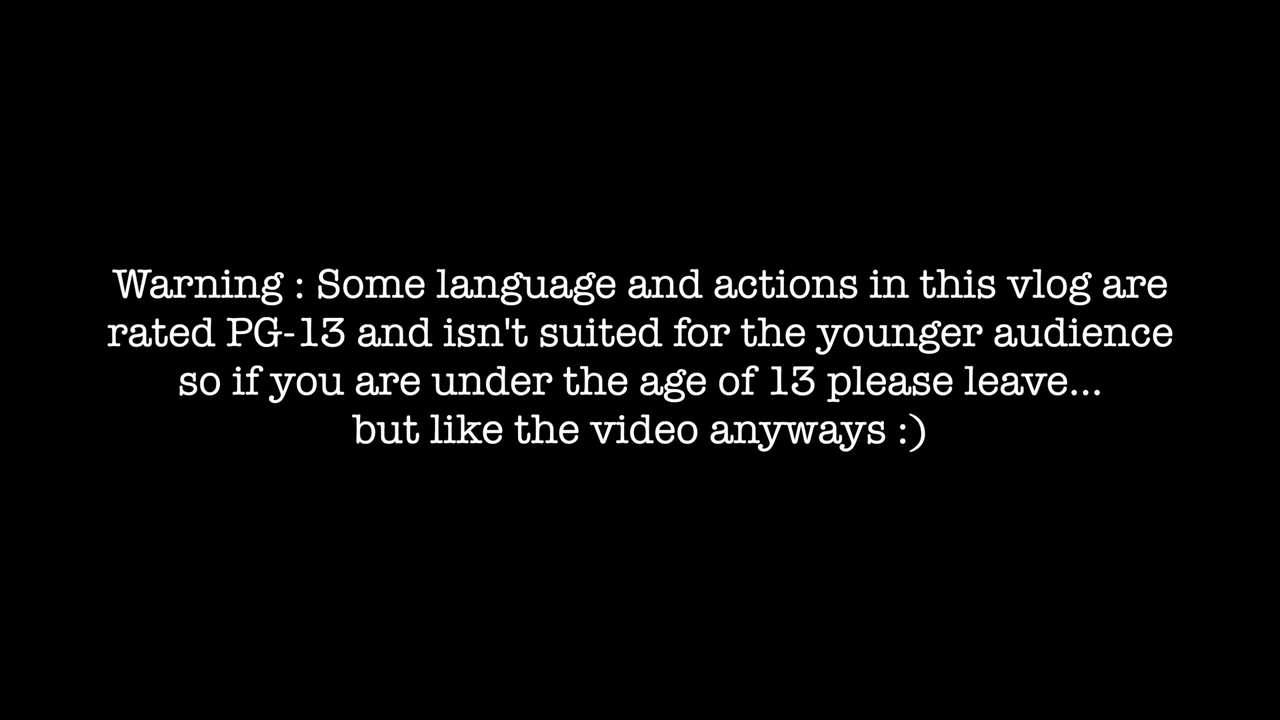 Warning : Some language and actions in this vlog are
rated PG-13 and isn't suited for the younger audience
so if you are under the age of 13 please leave...
but like the video anyways :)